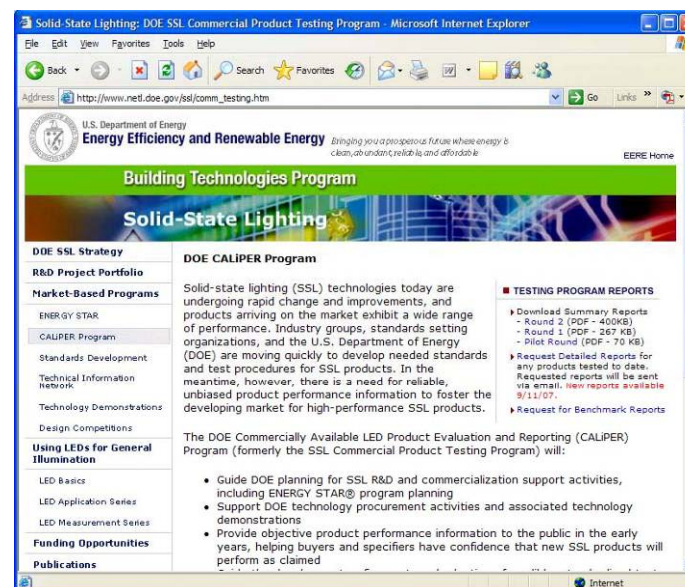 Solid-State Lighting: DOE SSL Commercial Product Testing Program - Microsoft Internet Explorer
File Edit View Favorites Tools Help
Back Search Favorites
Address http://www.netl.doe.gov/ssl/comm_testing.htm Go Links »
U.S. Department of Energy
Energy Efficiency and Renewable Energy
Bringing you a prosperous future where energy is
clean, abundant, reliable, and affordable
EERE Home
Building Technologies Program
Solid-State Lighting
DOE SSL Strategy
R&D Project Portfolio
Market-Based Programs
ENERGY STAR
CALiPER Program
Standards Development
Technical Information
Network
Technology Demonstrations
Design Competitions
Using LEDs for General
Illumination
LED Basics
LED Application Series
LED Measurement Series
Funding Opportunities
Publications
DOE CALiPER Program
Solid-state lighting (SSL) technologies today are
undergoing rapid change and improvements, and
products arriving on the market exhibit a wide range
of performance. Industry groups, standards setting
organizations, and the U.S. Department of Energy
(DOE) are moving quickly to develop needed standards
and test procedures for SSL products. In the
meantime, however, there is a need for reliable,
unbiased product performance information to foster the
developing market for high-performance SSL products.
TESTING PROGRAM REPORTS
Download Summary Reports
- Round 2 (PDF - 400KB)
- Round 1 (PDF - 267 KB)
- Pilot Round (PDF - 70 KB)
Request Detailed Reports for
any products tested to date.
Requested reports will be sent
via email. New reports available
9/11/07.
Request for Benchmark Reports
The DOE Commercially Available LED Product Evaluation and Reporting (CALiPER)
Program (formerly the SSL Commercial Product Testing Program) will:
• Guide DOE planning for SSL R&D and commercialization support activities,
including ENERGY STAR® program planning
• Support DOE technology procurement activities and associated technology
demonstrations
• Provide objective product performance information to the public in the early
years, helping buyers and specifiers have confidence that new SSL products will
perform as claimed
Internet